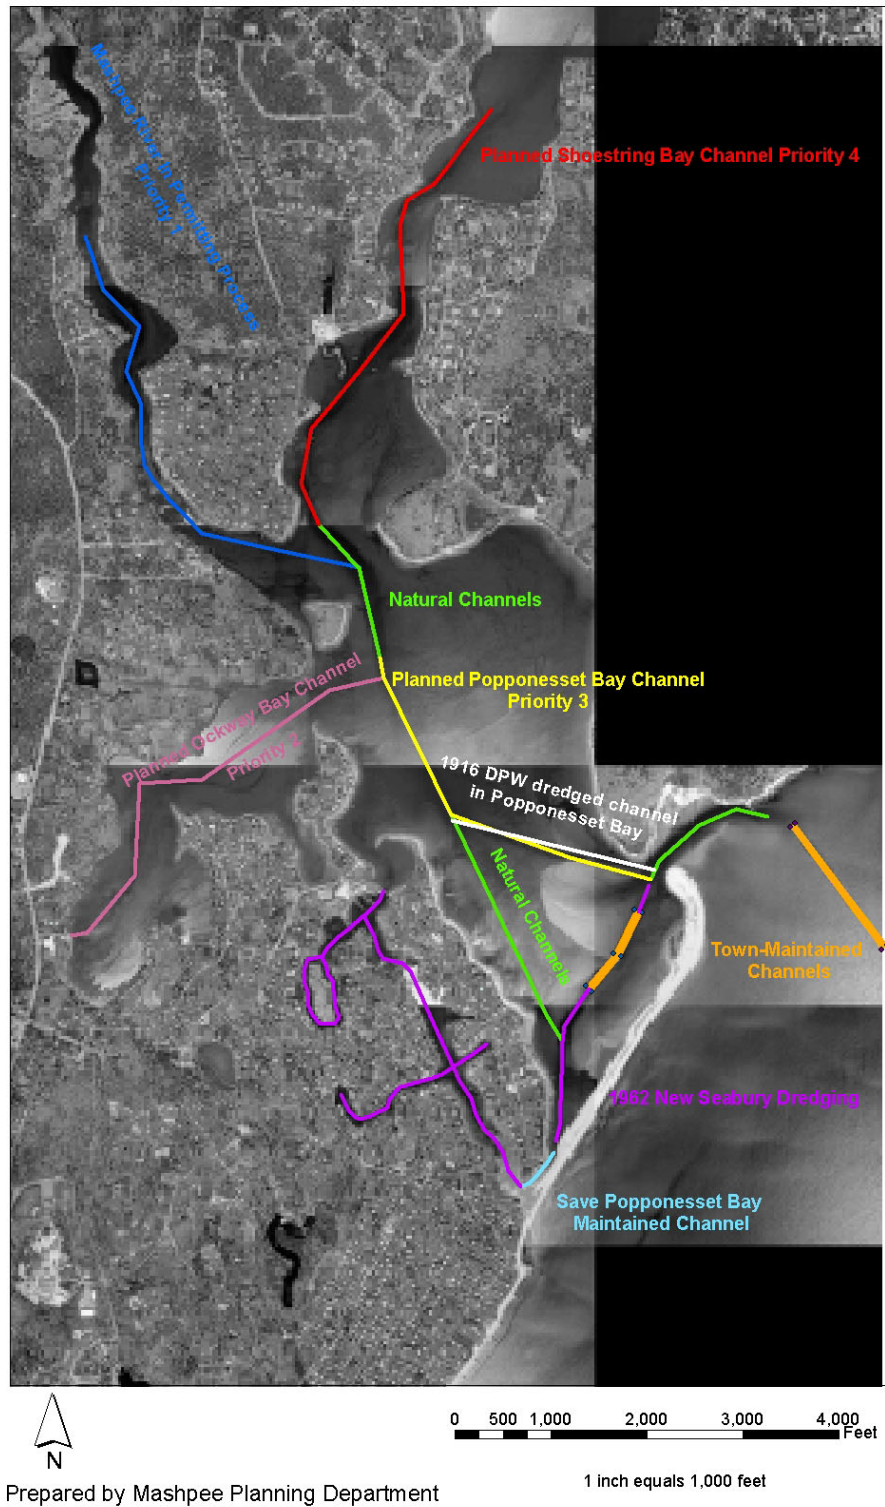 Mashpee River In Permitting Process
Priority 1
Planned Shoestring Bay Channel Priority 4
Natural Channels
Planned Popponesset Bay Channel
Priority 3
Planned Ockway Bay Channel
Priority 2
1916 DPW dredged channel
in Popponesset Bay
Natural Channels
Town-Maintained
Channels
1962 New Seabury Dredging
Save Popponesset Bay
Maintained Channel
N
0 500 1,000 2,000 3,000 4,000
Feet
1 inch equals 1,000 feet
Prepared by Mashpee Planning Department